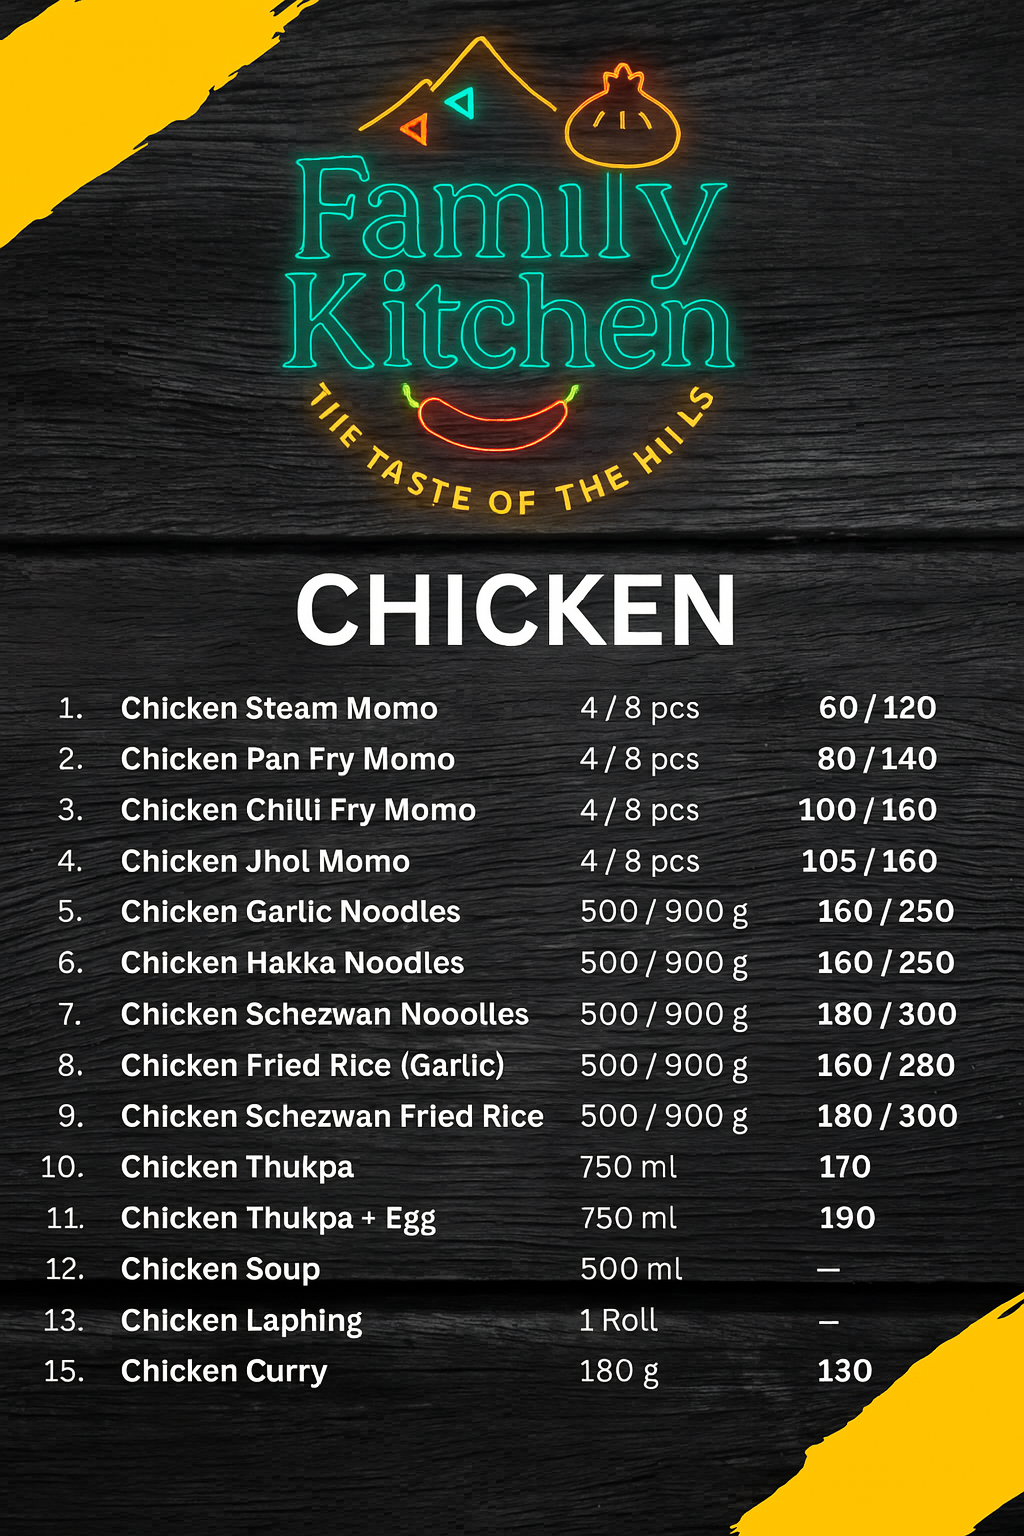 Family
Kitchen
TIIE TASTE OF THE HIILS
CHICKEN
1. Chicken Steam Momo 4 / 8 pcs 60 / 120
2. Chicken Pan Fry Momo 4 / 8 pcs 80 / 140
3. Chicken Chilli Fry Momo 4 / 8 pcs 100 / 160
4. Chicken Jhol Momo 4 / 8 pcs 105 / 160
5. Chicken Garlic Noodles 500 / 900 g 160 / 250
6. Chicken Hakka Noodles 500 / 900 g 160 / 250
7. Chicken Schezwan Nooolles 500 / 900 g 180 / 300
8. Chicken Fried Rice (Garlic) 500 / 900 g 160 / 280
9. Chicken Schezwan Fried Rice 500 / 900 g 180 / 300
10. Chicken Thukpa 750 ml 170
11. Chicken Thukpa + Egg 750 ml 190
12. Chicken Soup 500 ml –
13. Chicken Laphing 1 Roll –
15. Chicken Curry 180 g 130